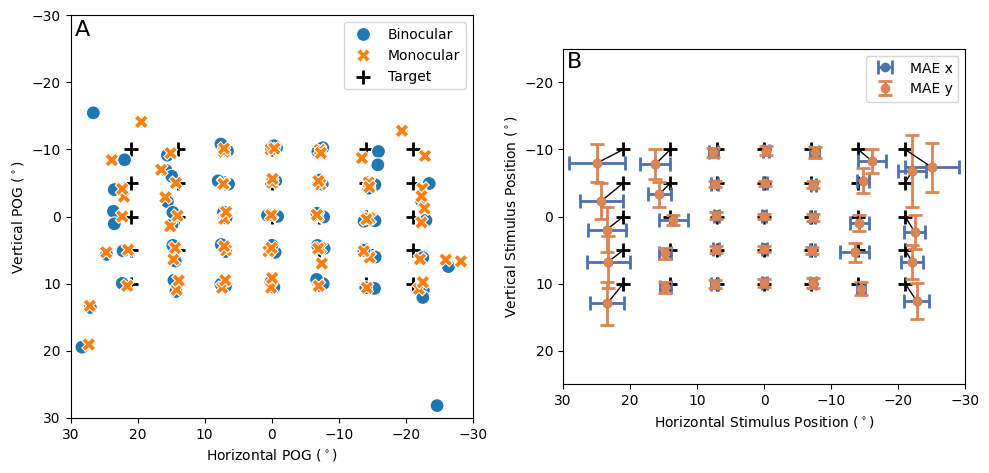 A
Binocular
Monocular
Target
−30
−20
−10
0
10
20
30
30
20
10
0
−10
−20
−30
Vertical POG (°)
Horizontal POG (°)
B
MAE x
MAE y
−20
−10
0
10
20
30
20
10
0
−10
−20
−30
Vertical Stimulus Position (°)
Horizontal Stimulus Position (°)